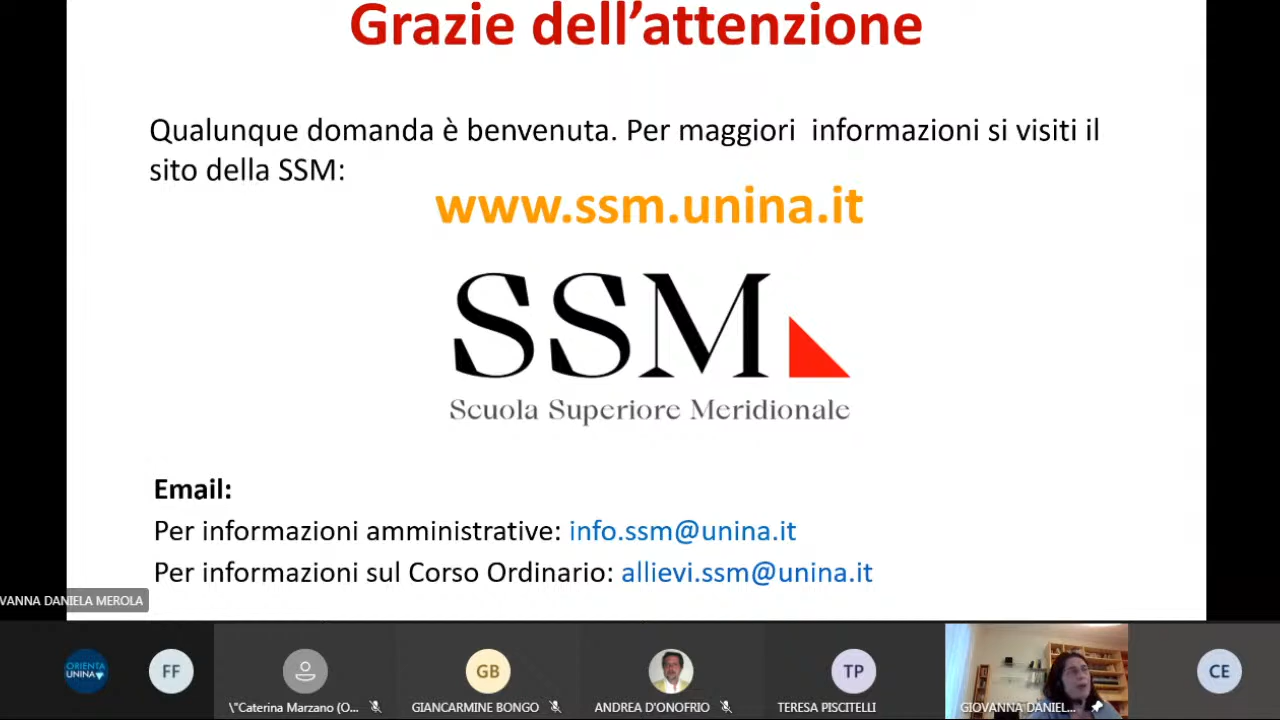 Grazie dell’attenzione
Qualunque domanda è benvenuta. Per maggiori informazioni si visiti il
sito della SSM:
www.ssm.unina.it
SSM
Scuola Superiore Meridionale
Email:
Per informazioni amministrative: info.ssm@unina.it
Per informazioni sul Corso Ordinario: allievi.ssm@unina.it
VANNA DANIELA MEROLA
ORIENTA
UNINA
FF
\"Caterina Marzano (O...
GB
GIANCARMINE BONGO
ANDREA D'ONOFRIO
TP
TERESA PISCITELLI
GIOVANNA DANIEL...
CE